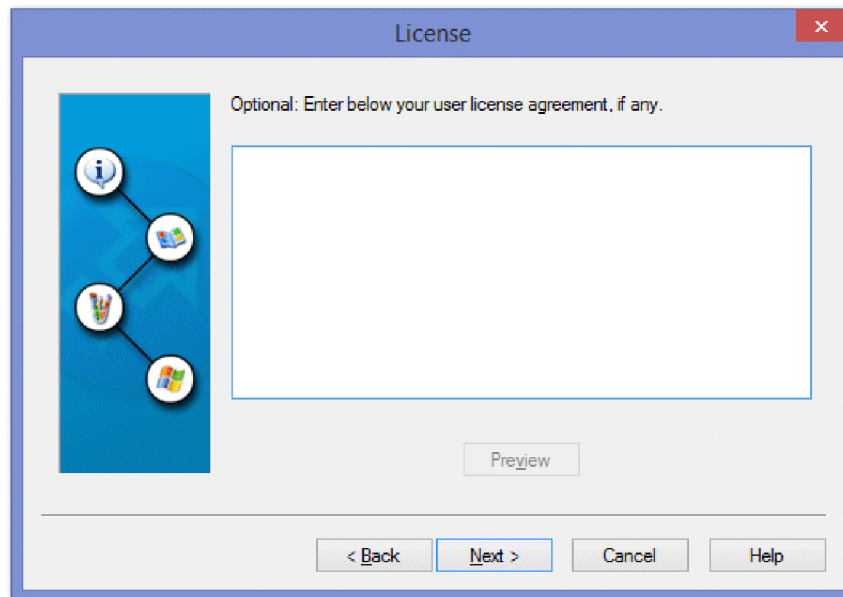 License
Optional: Enter below your user license agreement, if any.
Preview
< Back Next > Cancel Help